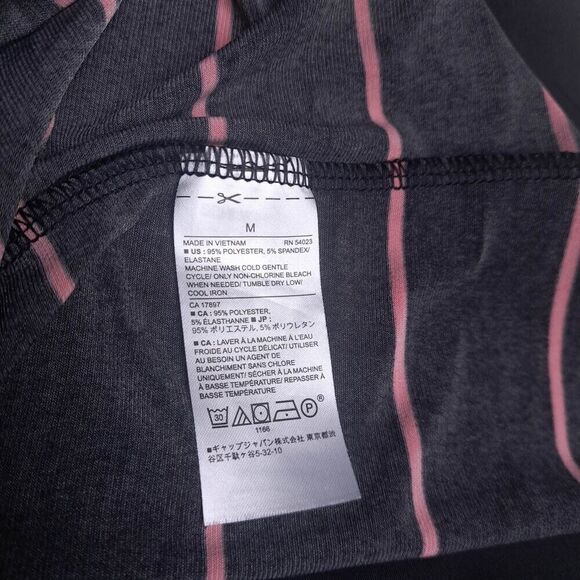 M
MADE IN VIETNAM RN 54023
■ US : 95% POLYESTER, 5% SPANDEX/
ELASTANE
MACHINE WASH COLD GENTLE
CYCLE/ ONLY NON-CHLORINE BLEACH
WHEN NEEDED/ TUMBLE DRY LOW/
COOL IRON
CA 17897
■ CA : 95% POLYESTER,
5% ÉLASTHANNE ■ JP :
95% ポリエステル, 5% ポリウレタン
■ CA : LAVER À LA MACHINE À L'EAU
FROIDE AU CYCLE DÉLICAT/ UTILISER
AU BESOIN UN AGENT DE
BLANCHIMENT SANS CHLORE
UNIQUEMENT/ SÉCHER À LA MACHINE
À BASSE TEMPÉRATURE/ REPASSER À
BASSE TEMPÉRATURE
30 P ®
1166
■ギャップジャパン株式会社 東京都渋
谷区千駄ヶ谷5-32-10